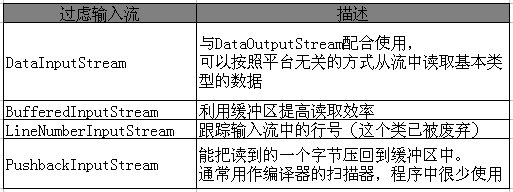 过虑输入流 描述
DataInputStream
与DataOutputStream配合使用，
可以按照平台无关的方式从流中读取基本类
型的数据
BufferedInputStream 利用缓冲区提高读取效率
LineNumberInputStream 跟踪输入流中的行号（这个类已被废弃）
PushbackInputStream
能把读到的一个字节压回到缓冲区中。
通常用作编译器的扫描器，程序中很少使用